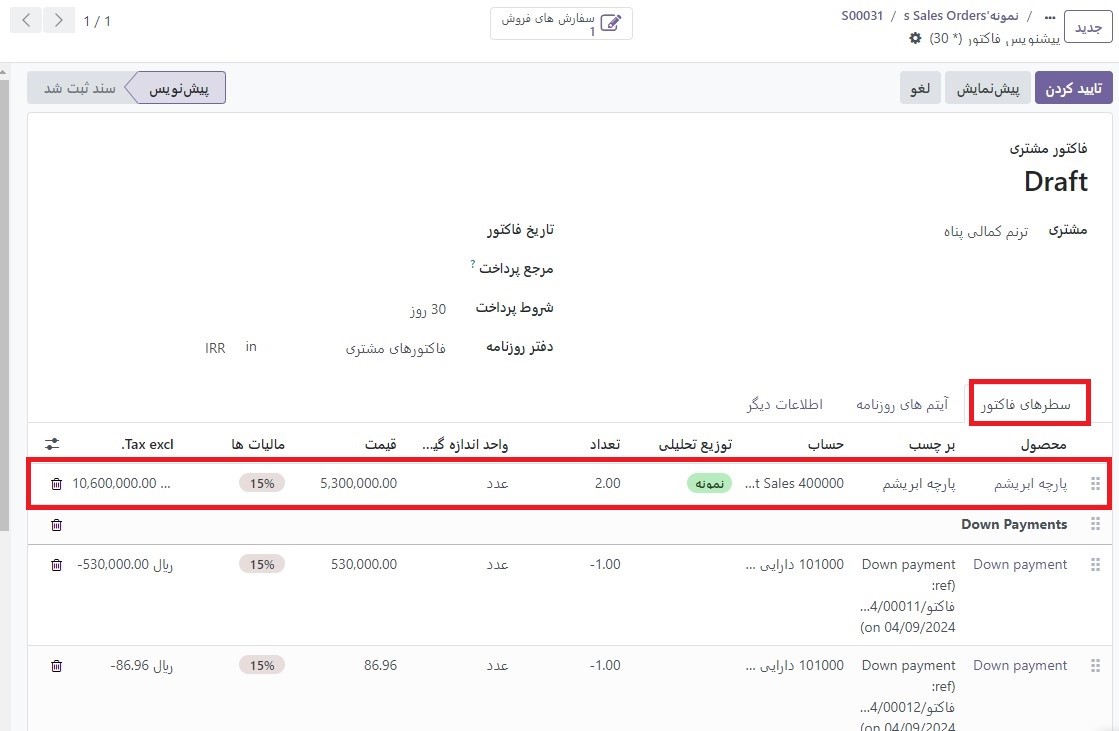 جدید
... / نمونه's Sales Orders / S00031
پیشنویس فاکتور (* 30)
سفارش های فروش
1
1 / 1
تایید کردن
پیش‌نمایش
لغو
پیش‌نویس
سند ثبت شد
فاکتور مشتری
Draft
مشتری
ترنم کمالی پناه
تاریخ فاکتور
مرجع پرداخت ?
شروط پرداخت
30 روز
دفتر روزنامه
فاکتورهای مشتری
in
IRR
سطرهای فاکتور
آیتم های روزنامه
اطلاعات دیگر
محصول
بر چسب
حساب
توزیع تحلیلی
تعداد
واحد اندازه گی...
قیمت
مالیات ها
Tax excl.
پارچه ابریشم
پارچه ابریشم
400000 t Sales...
نمونه
2.00
عدد
5,300,000.00
15%
10,600,000.00 ...
Down Payments
Down payment
Down payment
(ref:
فاکتو/00011/4...
on 04/09/2024)
101000 دارایی ...
-1.00
عدد
530,000.00
15%
-530,000.00 ریال
Down payment
Down payment
(ref:
فاکتو/00012/4...
on 04/09/2024)
101000 دارایی ...
-1.00
عدد
86.96
15%
-86.96 ریال